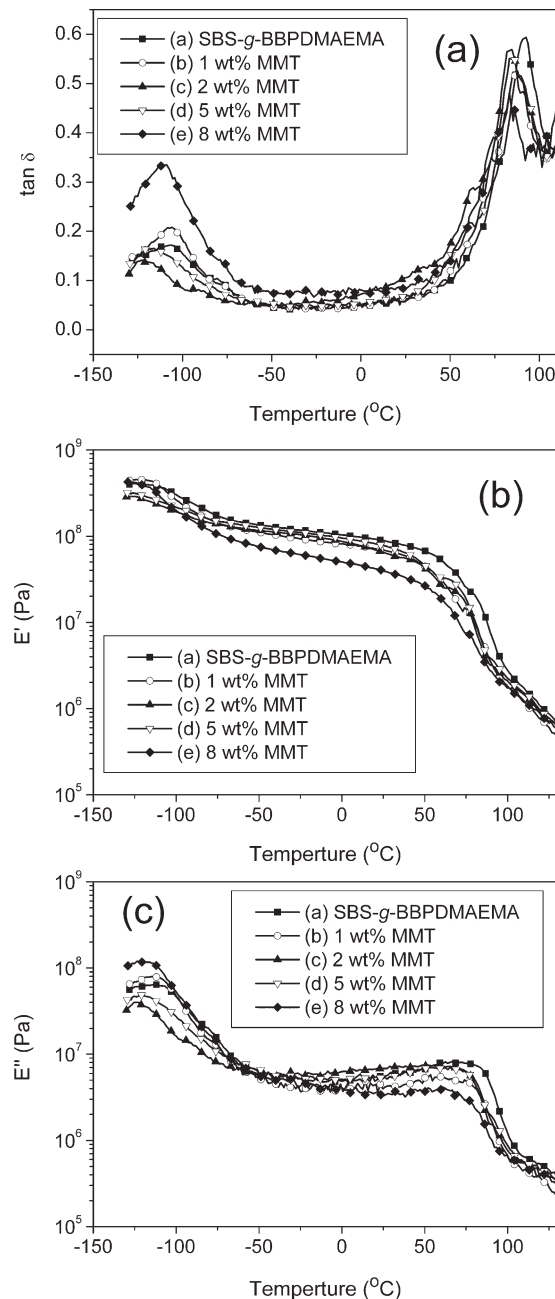 (a) SBS-g-BBPDMAEMA
(b) 1 wt% MMT
(c) 2 wt% MMT
(d) 5 wt% MMT
(e) 8 wt% MMT
(a)
0.6
0.5
0.4
0.3
0.2
0.1
0.0
tan δ
-150 -100 -50 0 50 100
Temperture (°C)
(b)
10⁹
10⁸
10⁷
10⁶
10⁵
E' (Pa)
(a) SBS-g-BBPDMAEMA
(b) 1 wt% MMT
(c) 2 wt% MMT
(d) 5 wt% MMT
(e) 8 wt% MMT
-150 -100 -50 0 50 100
Temperture (°C)
(c)
(a) SBS-g-BBPDMAEMA
(b) 1 wt% MMT
(c) 2 wt% MMT
(d) 5 wt% MMT
(e) 8 wt% MMT
10⁹
10⁸
10⁷
10⁶
10⁵
E" (Pa)
-150 -100 -50 0 50 100
Temperture (°C)